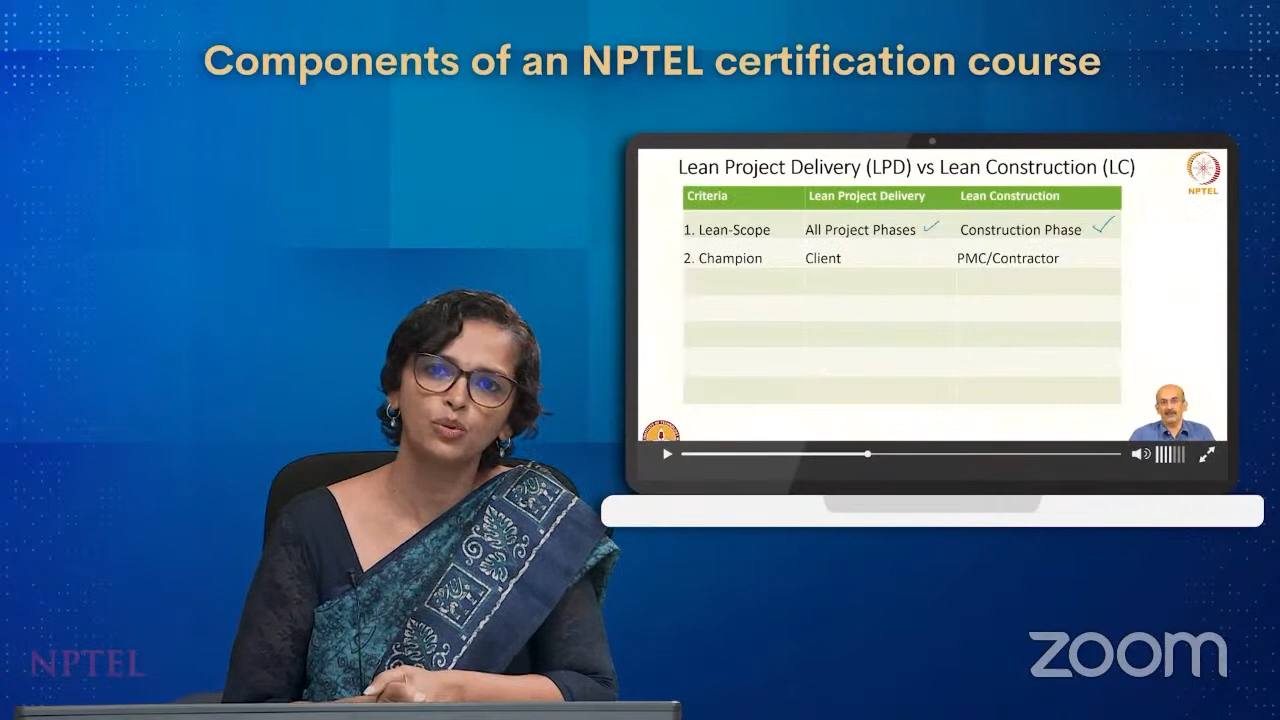 Components of an NPTEL certification course
Lean Project Delivery (LPD) vs Lean Construction (LC)
NPTEL
Criteria Lean Project Delivery Lean Construction
1. Lean-Scope All Project Phases Construction Phase
2. Champion Client PMC/Contractor
NPTEL
zoom